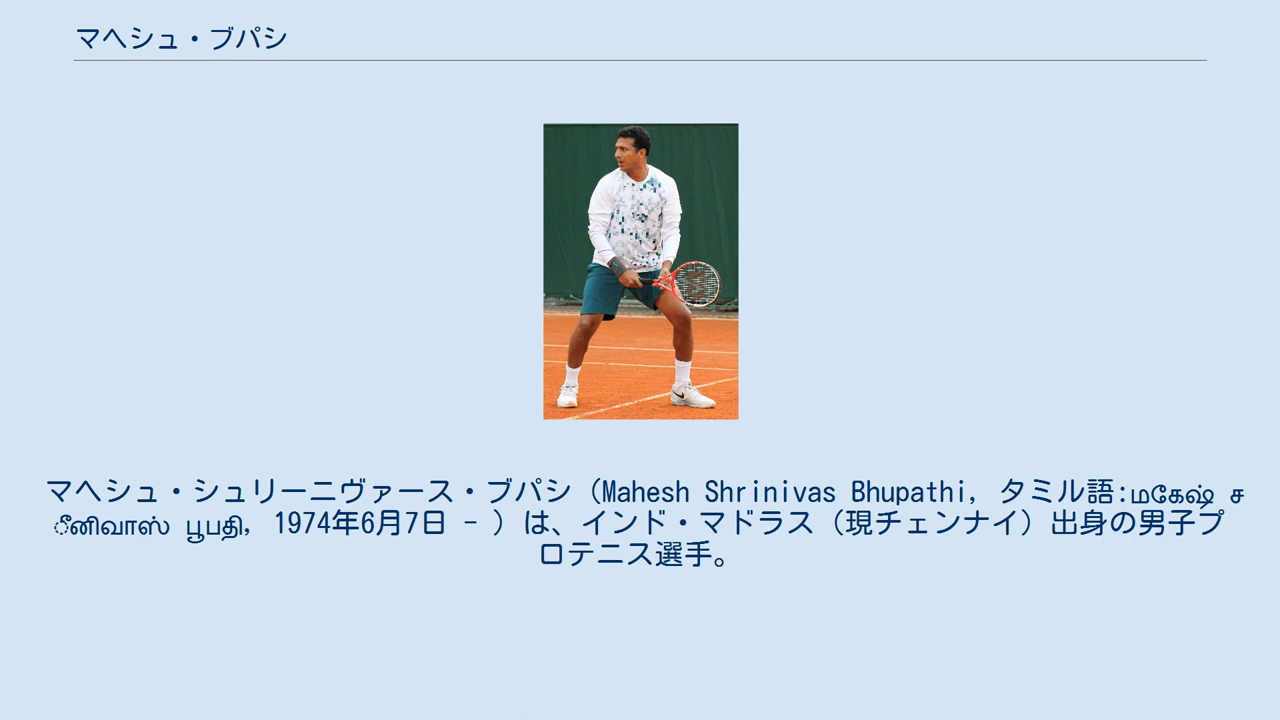 マヘシュ・ブパシ
マヘシュ・シュリーニヴァース・ブパシ（Mahesh Shrinivas Bhupathi, タミル語:மகேஷ் ச
ீனிவாஸ் பூபதி, 1974年6月7日 - ）は、インド・マドラス（現チェンナイ）出身の男子プ
ロテニス選手。